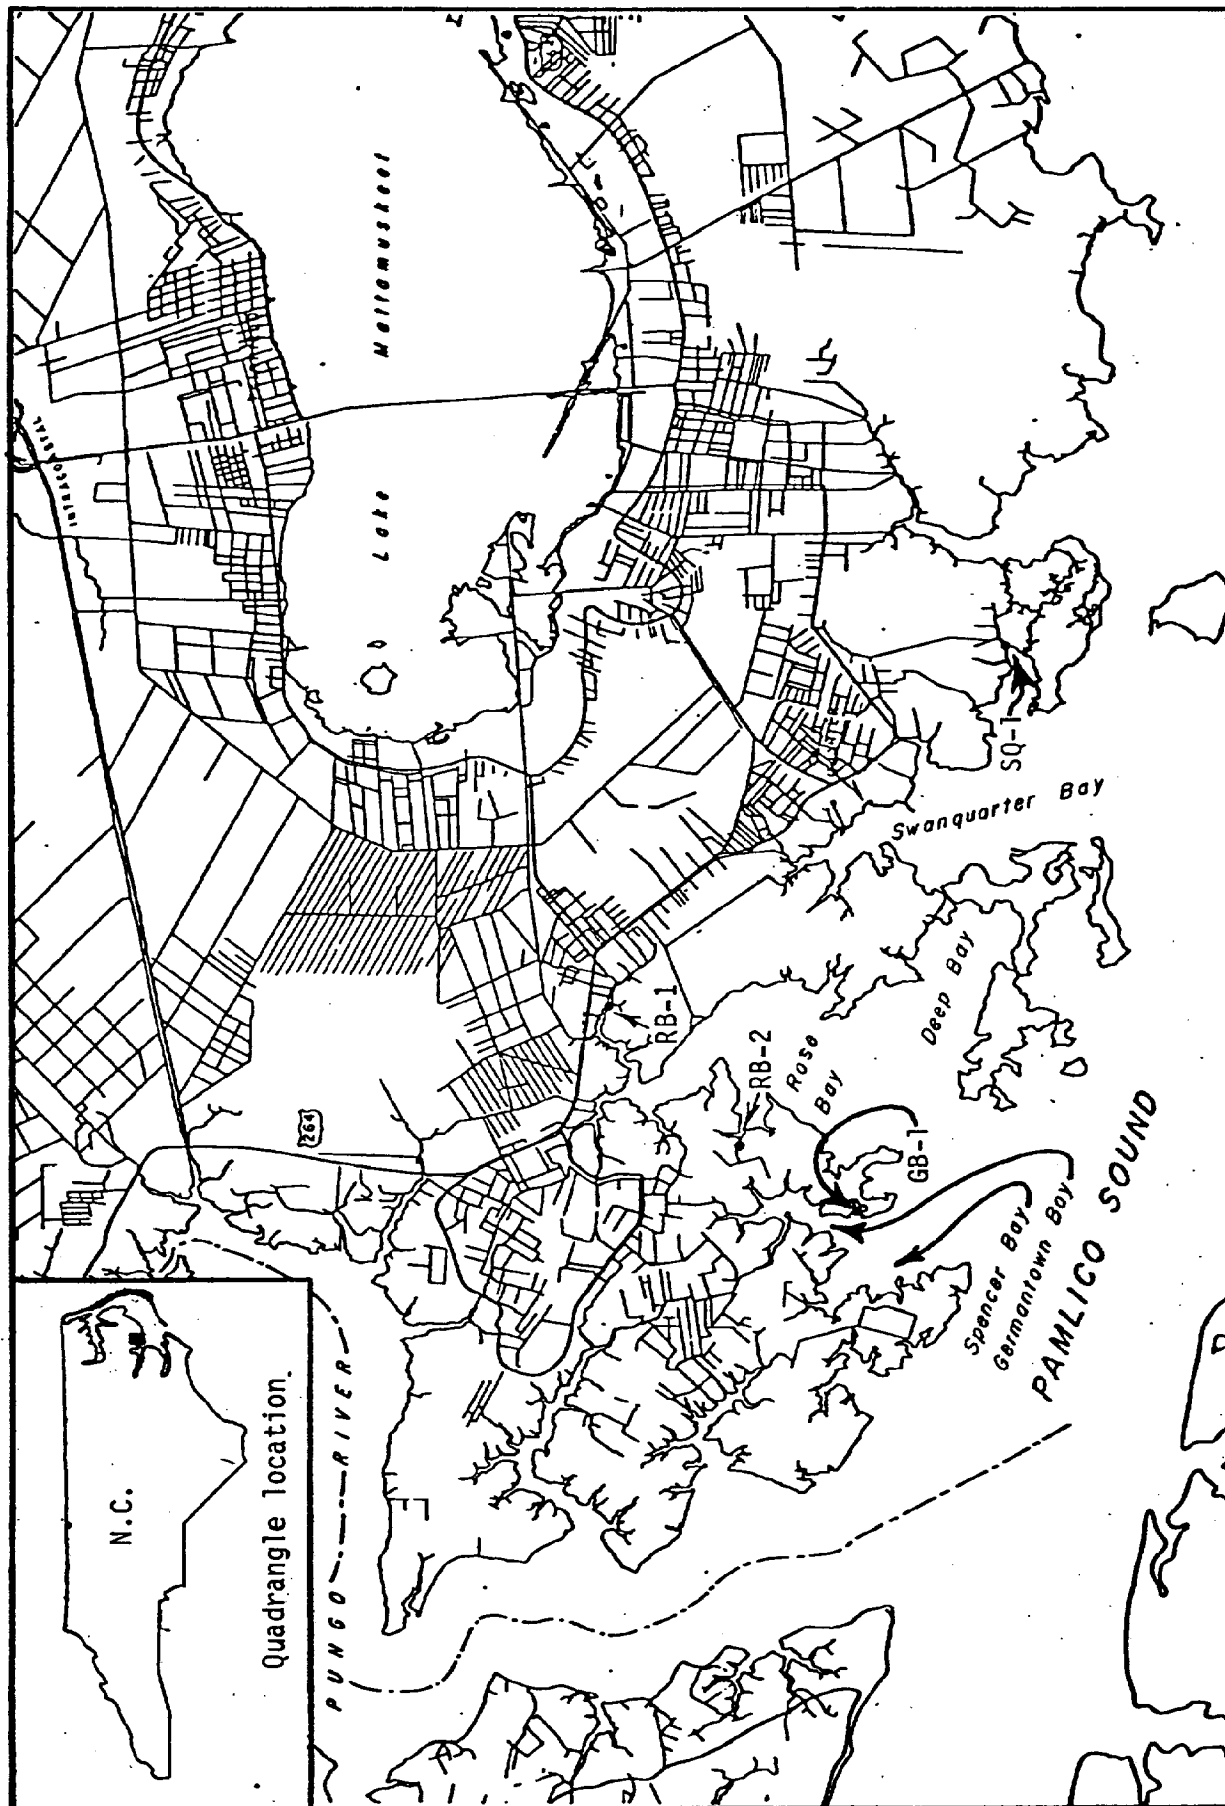 INTRACOASTAL
Lake Mattamuskeet
264
PUNGO RIVER
N.C.
Quadrangle location
RB-1
RB-2
Rose
Bay
GB-1
SQ-1
Swanquarter Bay
Deep Bay
Spencer Bay
Germantown Bay
PAMLICO SOUND